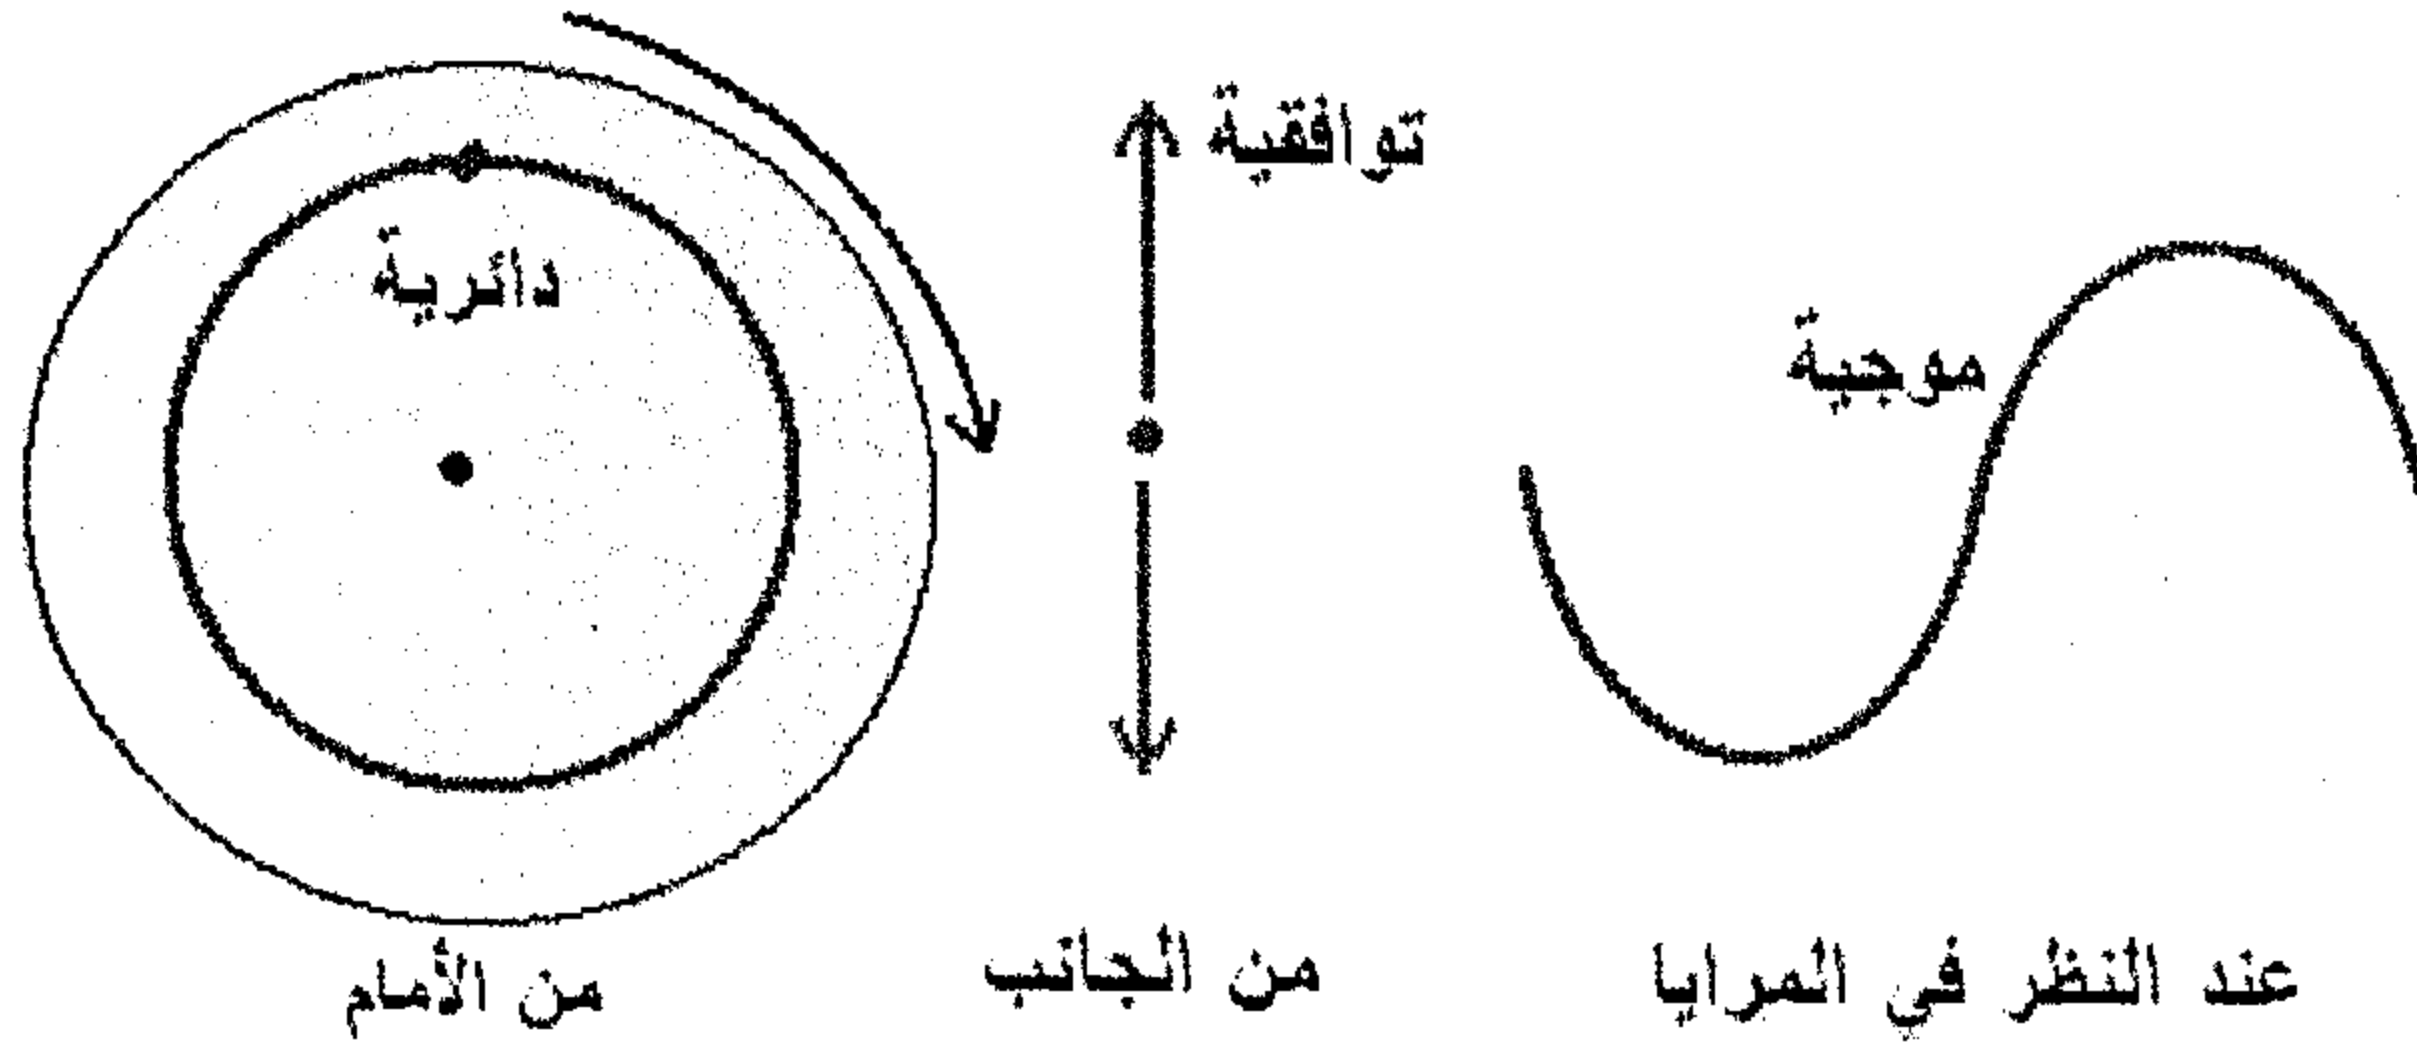 توافقية
دائرية
موجية
من الأمام
من الجانب
عند النظر في المرايا